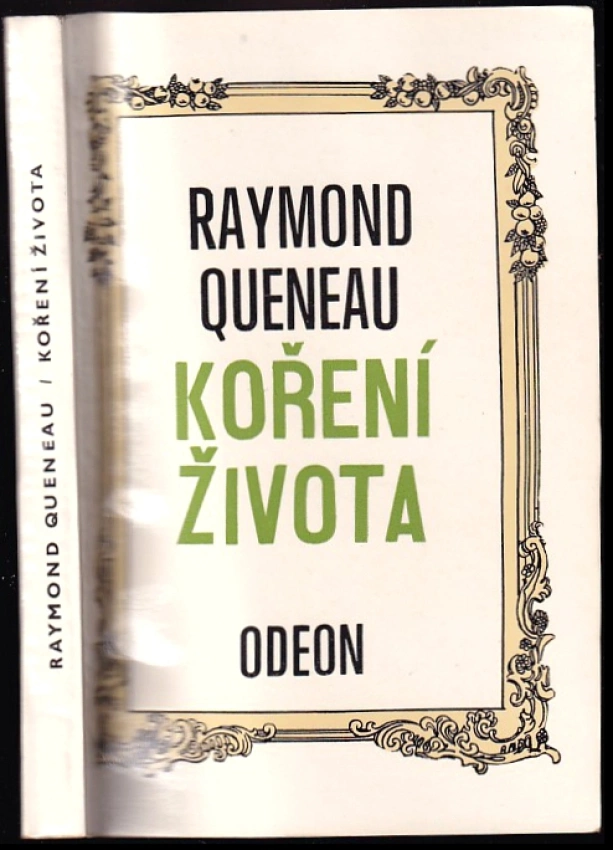 RAYMOND QUENEAU / KOŘENÍ ŽIVOTA
RAYMOND
QUENEAU
KOŘENÍ
ŽIVOTA
ODEON